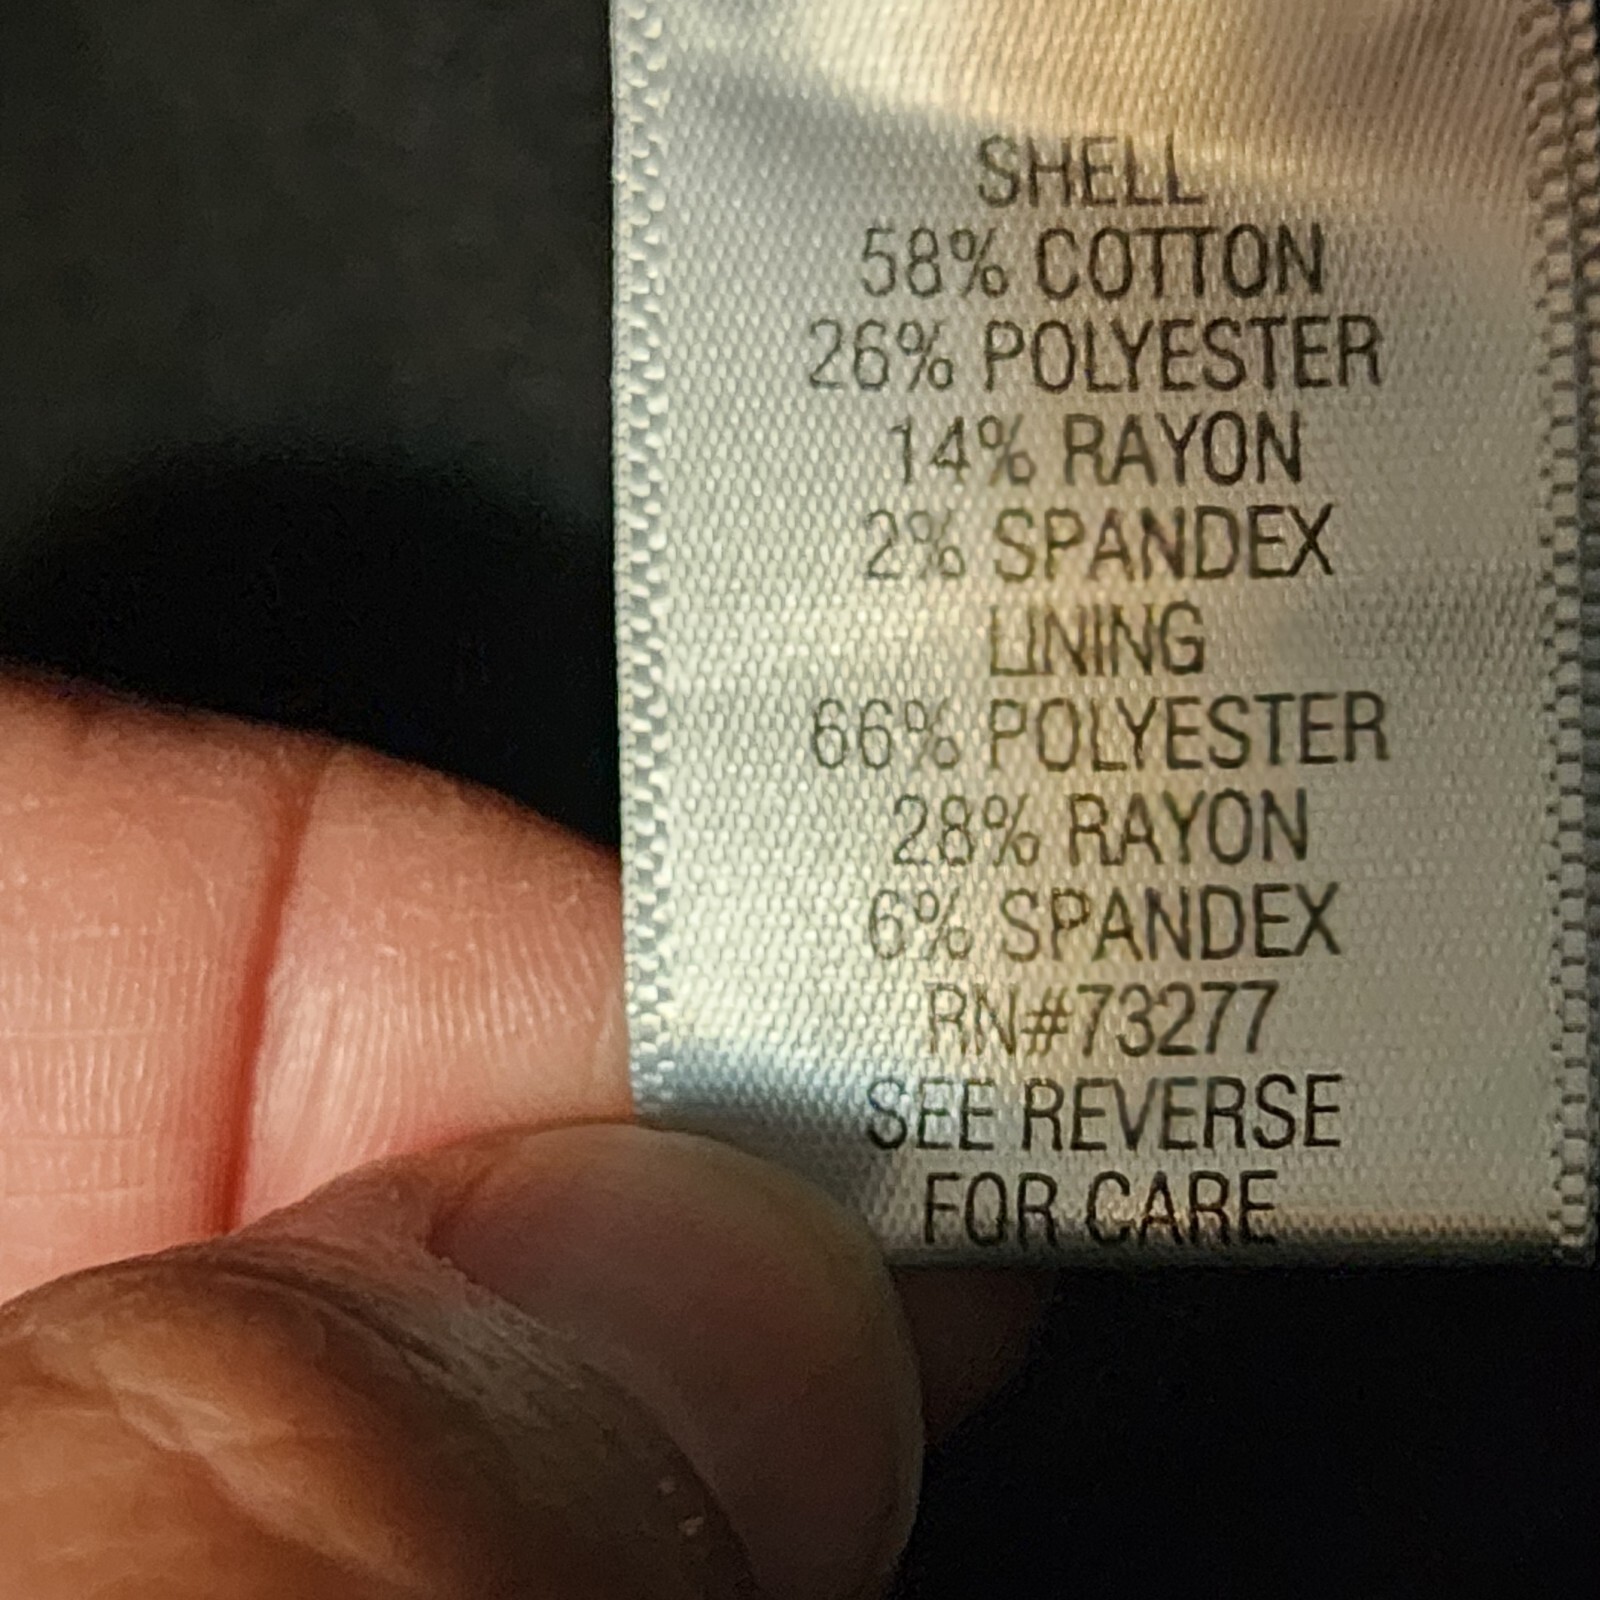 SHELL
58% COTTON
26% POLYESTER
14% RAYON
2% SPANDEX
LINING
66% POLYESTER
28% RAYON
6% SPANDEX
RN#73277
SEE REVERSE
FOR CARE